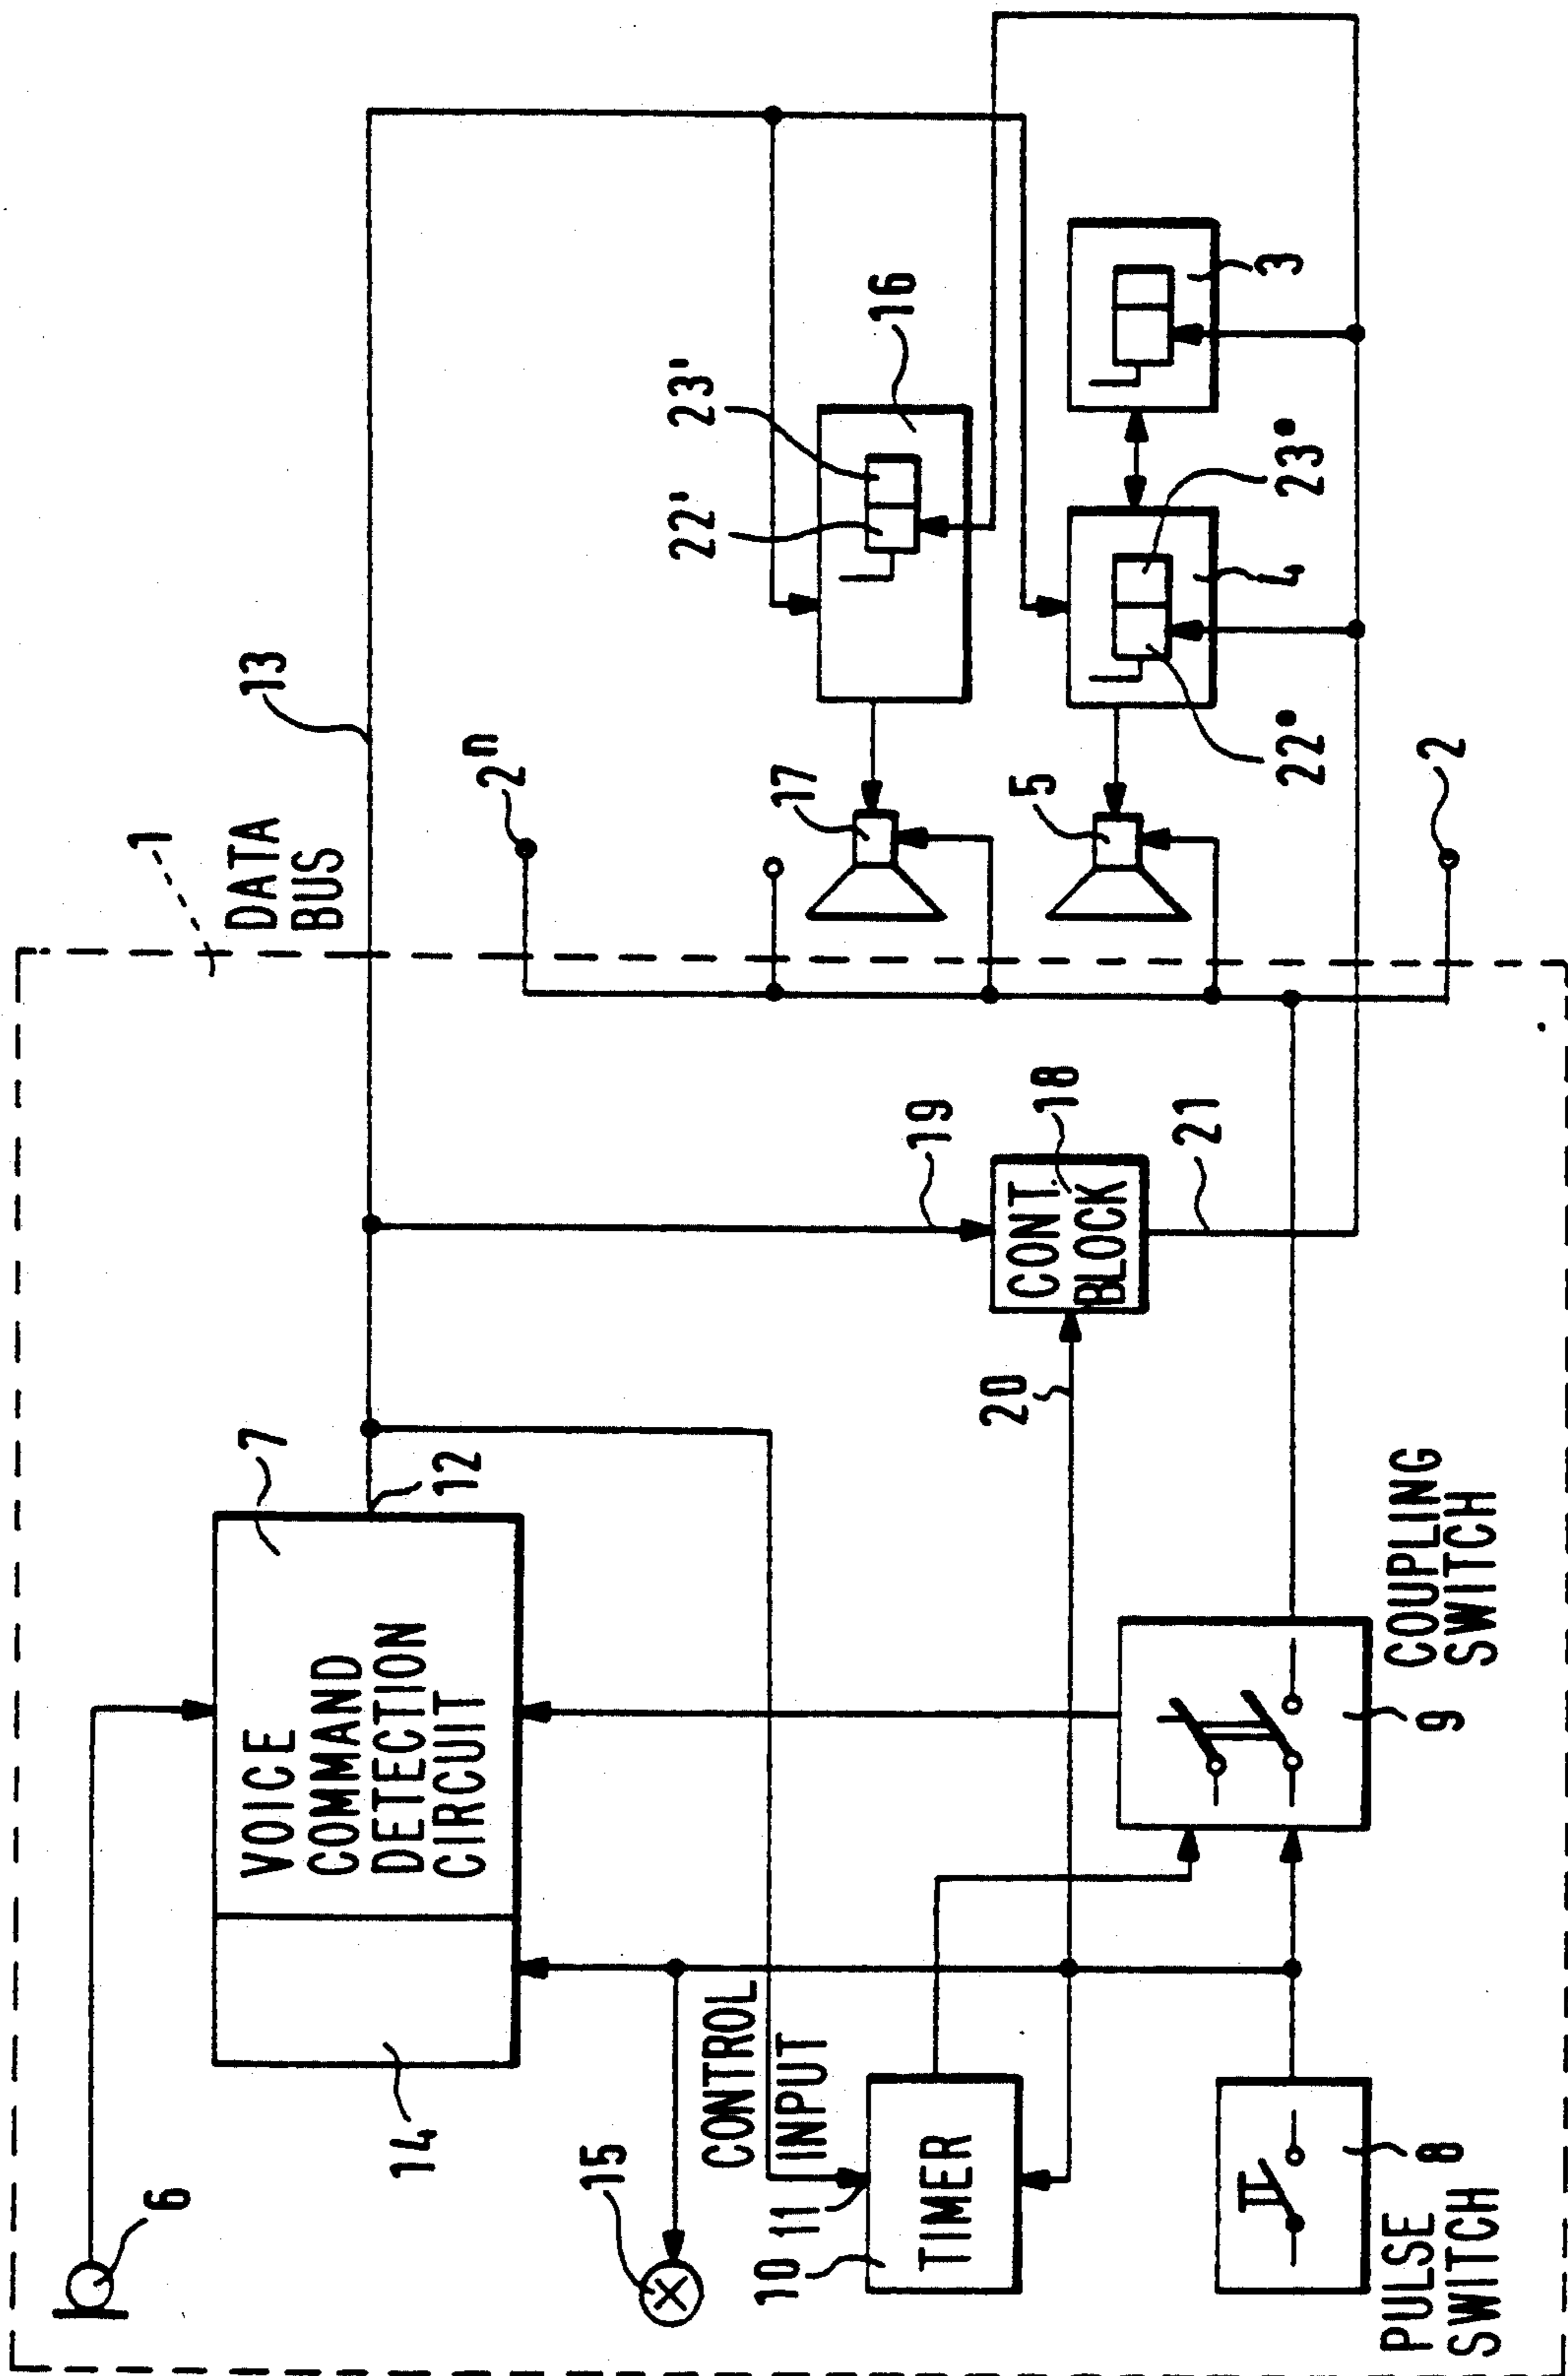 6
14
VOICE
COMMAND
DETECTION
CIRCUIT
7
12
1
DATA
BUS
13
2ⁿ
15
CONTROL
INPUT
10
11
TIMER
20
19
CONT.
BLOCK
18
21
17
22'
23'
16
5
22°
23°
4
3
2
8
PULSE
SWITCH
9
COUPLING
SWITCH